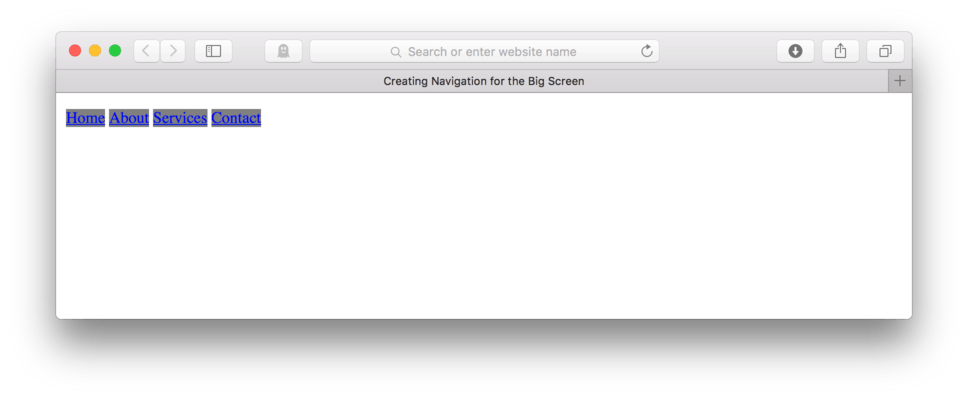 Search or enter website name
Creating Navigation for the Big Screen
Home About Services Contact